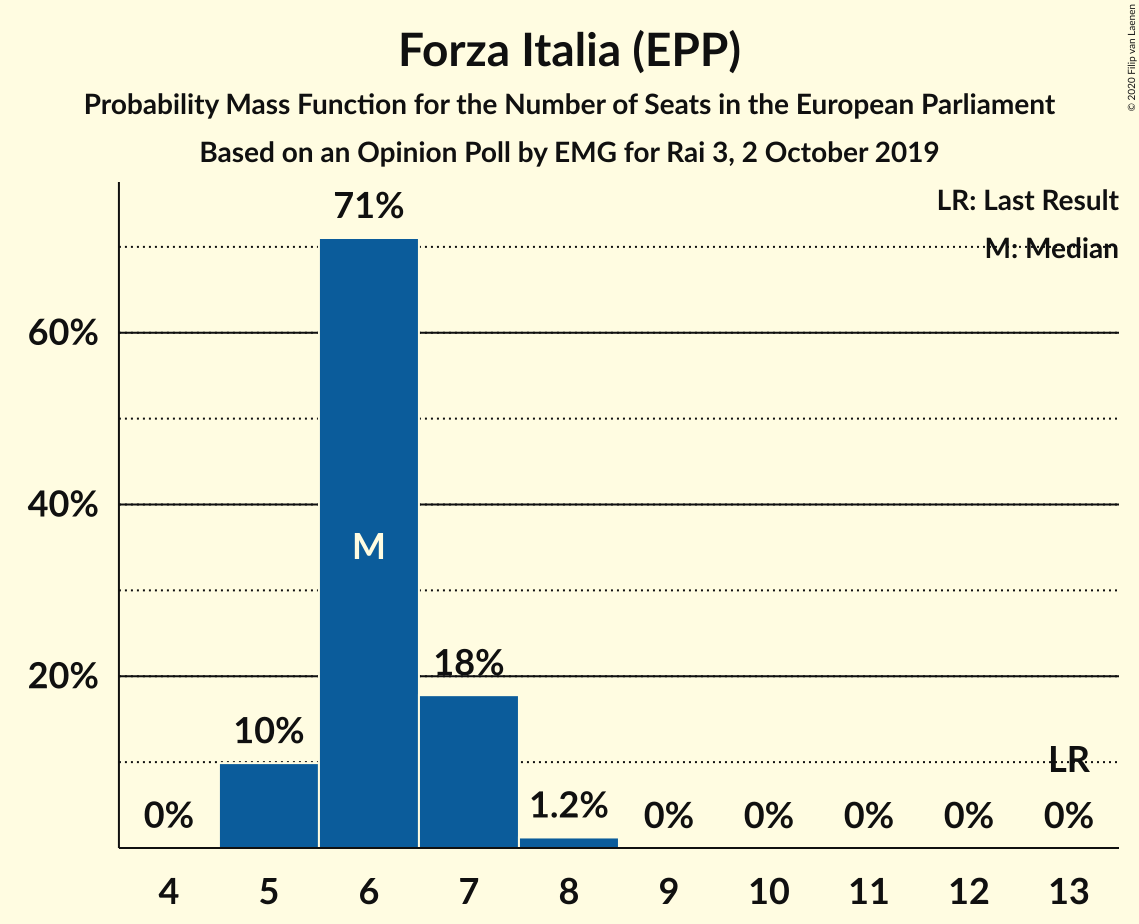 Forza Italia (EPP)
Probability Mass Function for the Number of Seats in the European Parliament
Based on an Opinion Poll by EMG for Rai 3, 2 October 2019
© 2020 Filip van Laenen
LR: Last Result
M: Median
60%
40%
20%
0%
10%
71%
M
18%
1.2%
0%
0%
0%
0%
LR
0%
4 5 6 7 8 9 10 11 12 13